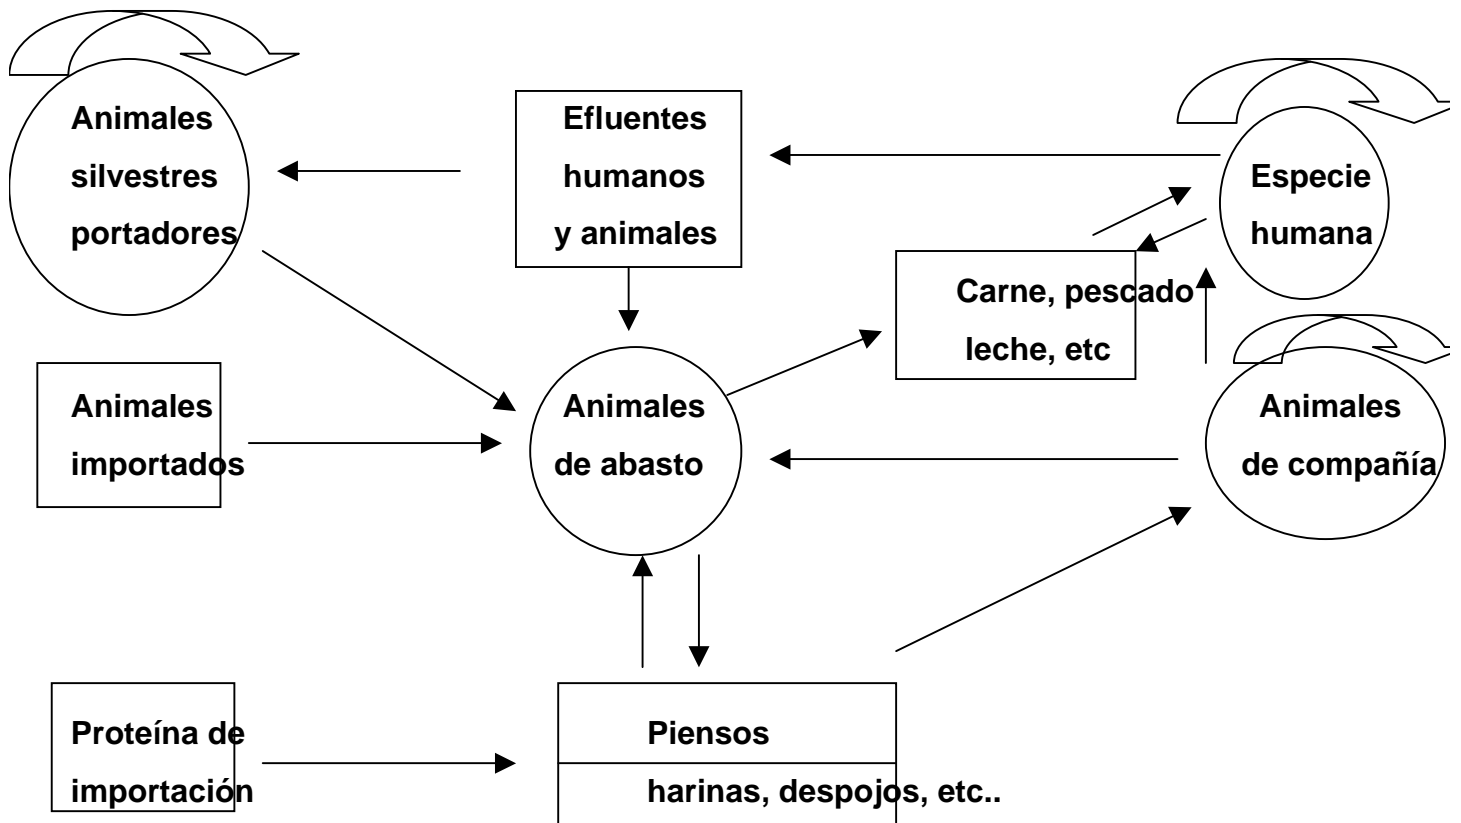 Animales
silvestres
portadores
Efluentes
humanos
y animales
Especie
humana
Carne, pescado
leche, etc
Animales
importados
Animales
de abasto
Animales
de compañía
Proteína de
importación
Piensos
harinas, despojos, etc..